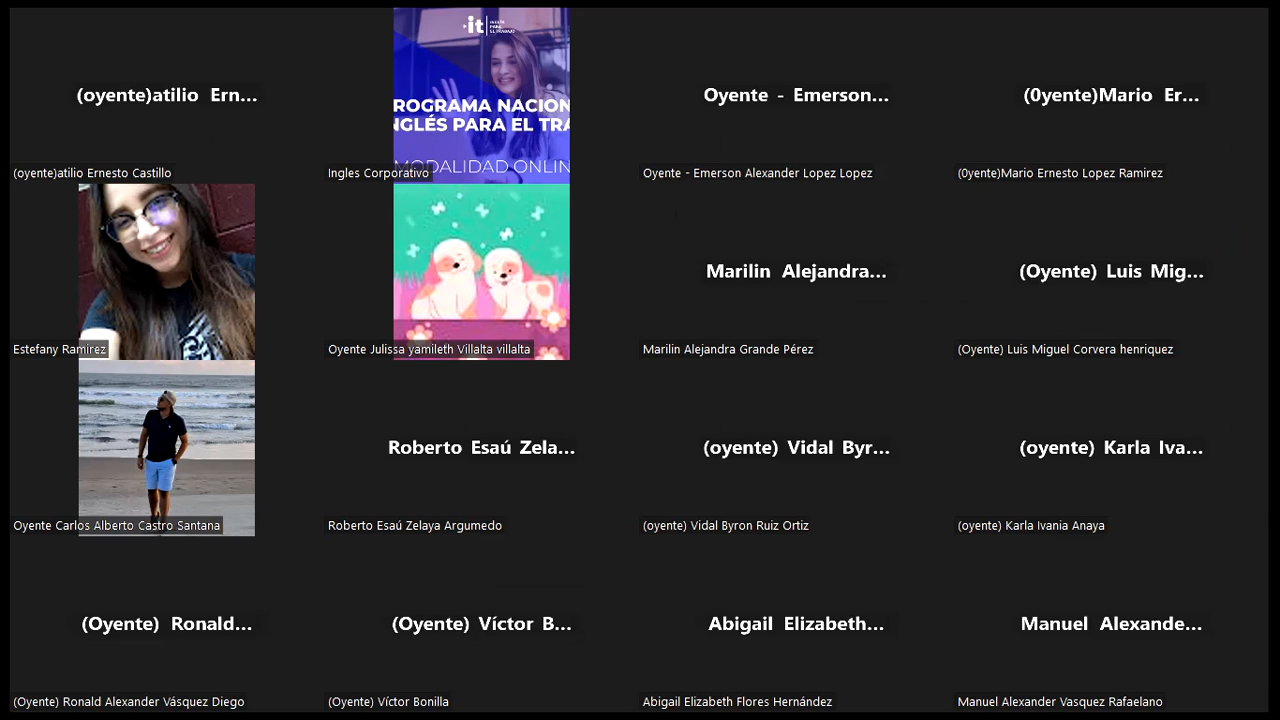 (oyente)atilio Ern...
(oyente)atilio Ernesto Castillo
it
INGLÉS
PARA
EL TRABAJO
ROGRAMA NACION
NGLÉS PARA EL TRA
MODALIDAD ONLIN
Ingles Corporativo
Oyente - Emerson...
Oyente - Emerson Alexander Lopez Lopez
(0yente)Mario Er...
(0yente)Mario Ernesto Lopez Ramirez
Estefany Ramirez
Oyente Julissa yamileth Villalta villalta
Marilin Alejandra...
Marilin Alejandra Grande Pérez
(Oyente) Luis Mig...
(Oyente) Luis Miguel Corvera henriquez
Oyente Carlos Alberto Castro Santana
Roberto Esaú Zela...
Roberto Esaú Zelaya Argumedo
(oyente) Vidal Byr...
(oyente) Vidal Byron Ruiz Ortiz
(oyente) Karla Iva...
(oyente) Karla Ivania Anaya
(Oyente) Ronald...
(Oyente) Ronald Alexander Vásquez Diego
(Oyente) Víctor B...
(Oyente) Víctor Bonilla
Abigail Elizabeth...
Abigail Elizabeth Flores Hernández
Manuel Alexande...
Manuel Alexander Vasquez Rafaelano